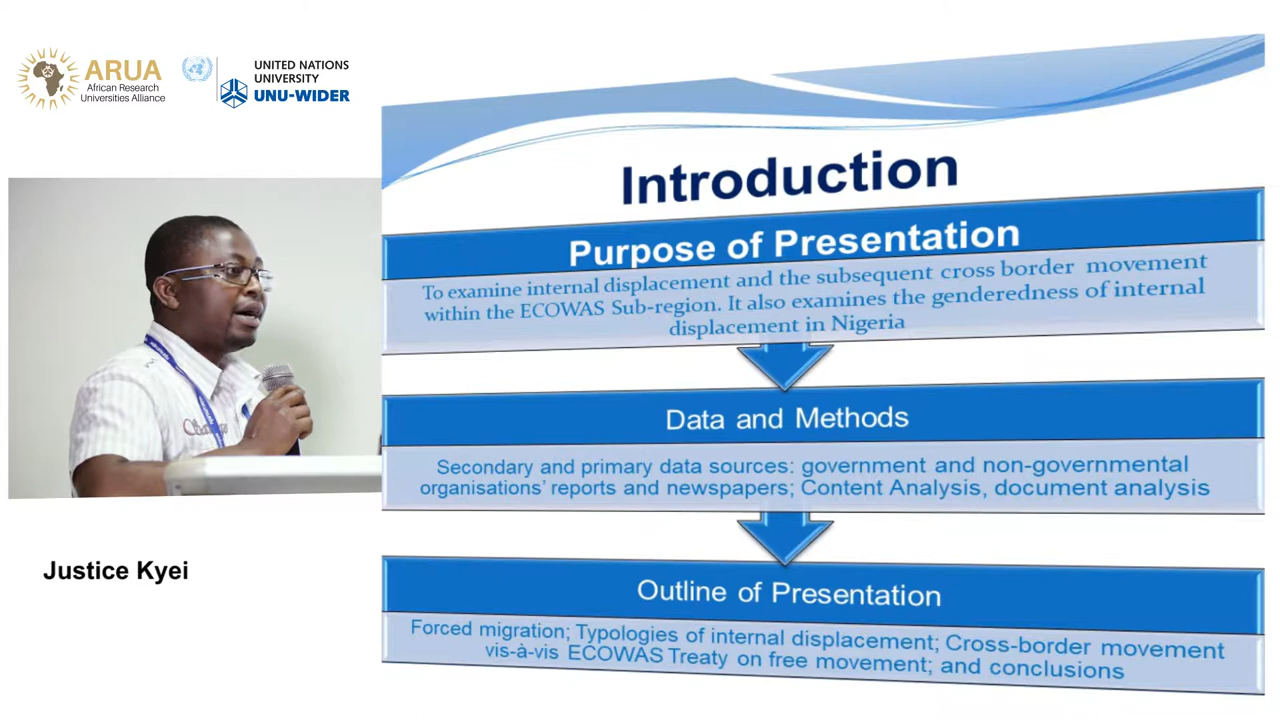 ARUA
African Research
Universities Alliance
UNITED NATIONS
UNIVERSITY
UNU-WIDER
Introduction
Purpose of Presentation
To examine internal displacement and the subsequent cross border movement
within the ECOWAS Sub-region. It also examines the genderedness of internal
displacement in Nigeria
Data and Methods
Secondary and primary data sources: government and non-governmental
organisations’ reports and newspapers; Content Analysis, document analysis
Outline of Presentation
Forced migration; Typologies of internal displacement; Cross-border movement
vis-à-vis ECOWAS Treaty on free movement; and conclusions
Justice Kyei